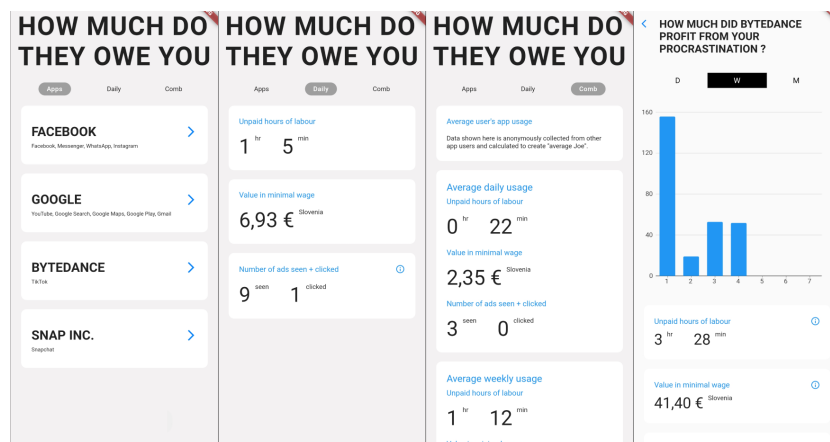 HOW MUCH DO
THEY OWE YOU
Apps Daily Comb
FACEBOOK
Facebook, Messenger, WhatsApp, Instagram
GOOGLE
YouTube, Google Search, Google Maps, Google Play, Gmail
BYTEDANCE
TikTok
SNAP INC.
Snapchat
HOW MUCH DO
THEY OWE YOU
Apps Daily Comb
Unpaid hours of labour
1 hr 5 min
Value in minimal wage
6,93 € Slovenia
Number of ads seen + clicked
9 seen 1 clicked
HOW MUCH DO
THEY OWE YOU
Apps Daily Comb
Average user's app usage
Data shown here is anonymously collected from other
app users and calculated to create "average Joe".
Average daily usage
Unpaid hours of labour
0 hr 22 min
Value in minimal wage
2,35 € Slovenia
Number of ads seen + clicked
3 seen 0 clicked
Average weekly usage
Unpaid hours of labour
1 hr 12 min
HOW MUCH DID BYTEDANCE
PROFIT FROM YOUR
PROCRASTINATION ?
D W M
160
120
80
40
0
1 2 3 4 5 6 7
Unpaid hours of labour
3 hr 28 min
Value in minimal wage
41,40 € Slovenia